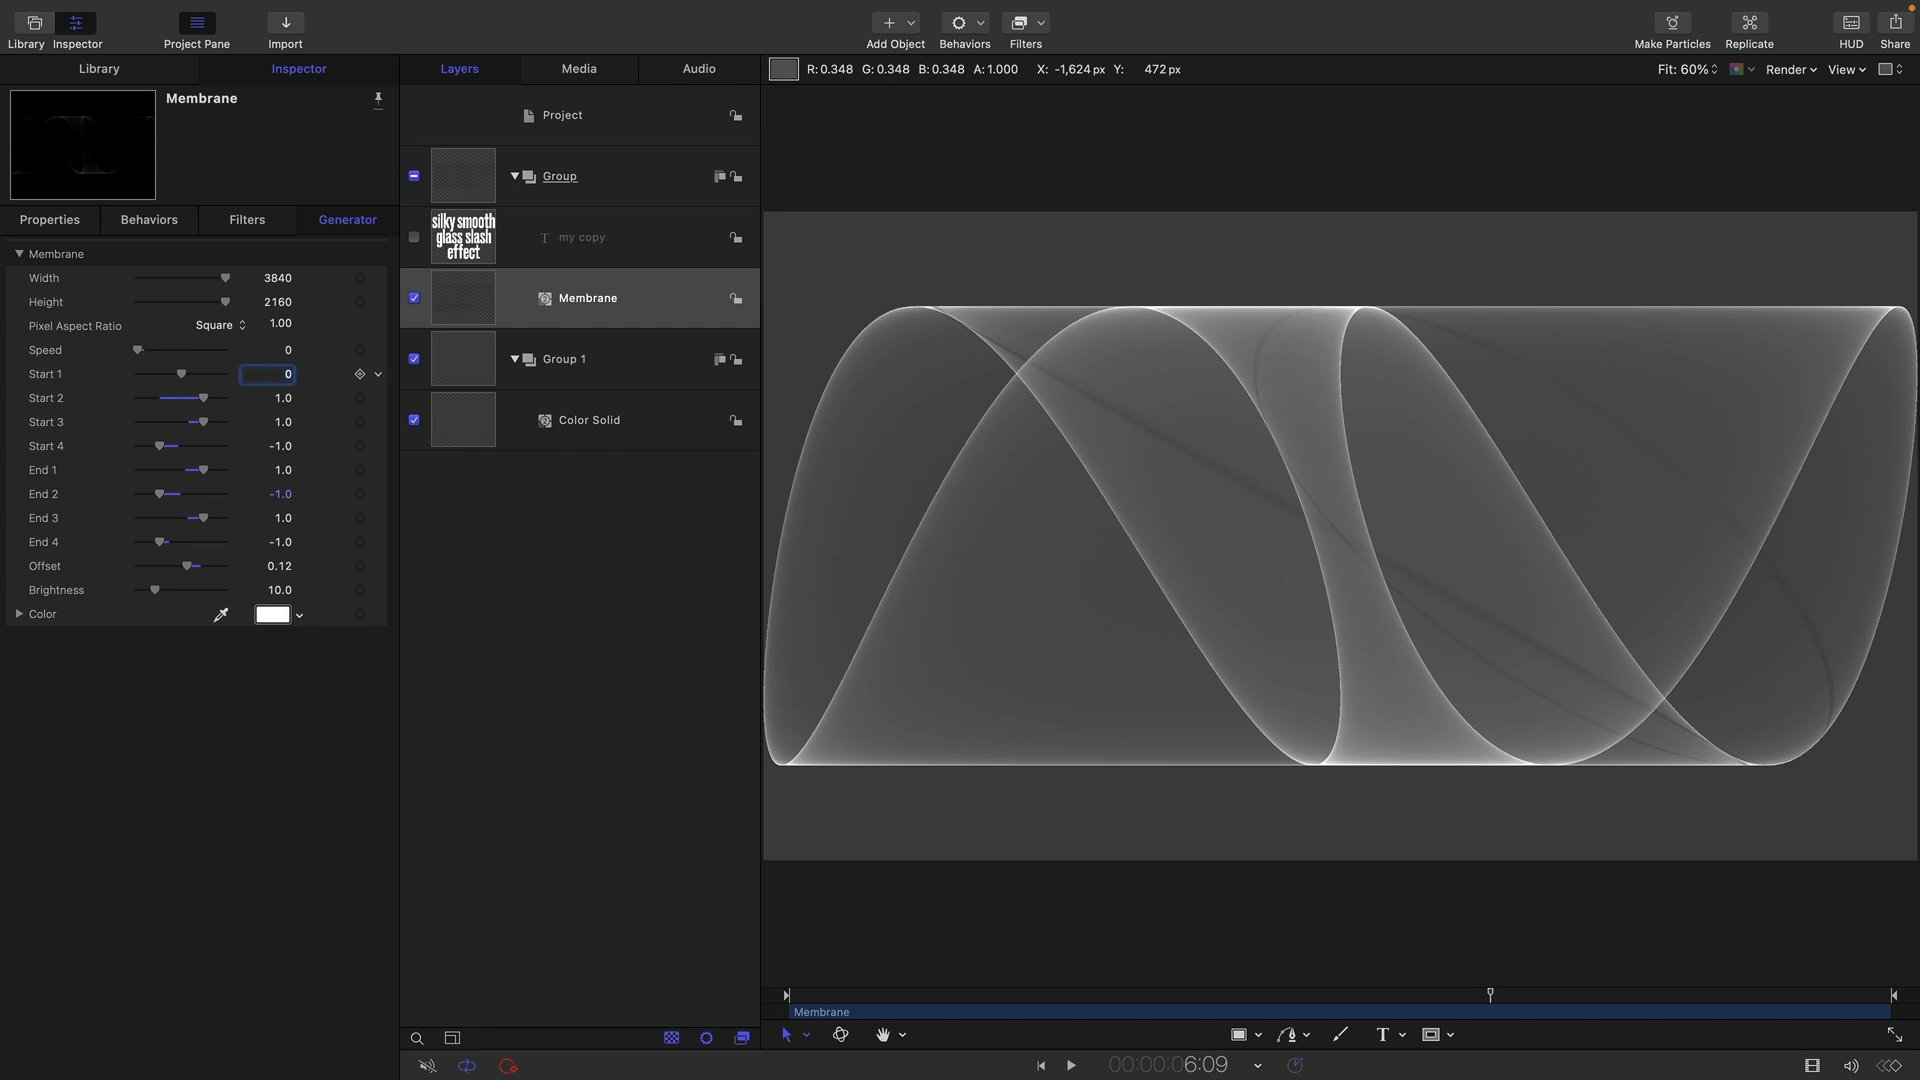 Library Inspector Project Pane Import Add Object Behaviors Filters Make Particles Replicate HUD Share
Library Inspector Layers Media Audio R: 0.348 G: 0.348 B: 0.348 A: 1.000 X: -1,624 px Y: 472 px Fit: 60% Render View
Membrane
Project
Group
Properties Behaviors Filters Generator
silky smooth
glass slash
effect
my copy
Membrane
Width 3840
Height 2160
Pixel Aspect Ratio Square 1.00
Speed 0
Start 1 0
Start 2 1.0
Start 3 1.0
Start 4 -1.0
End 1 1.0
End 2 -1.0
End 3 1.0
End 4 -1.0
Offset 0.12
Brightness 10.0
Color
Membrane
Group 1
Color Solid
Membrane
T
00:00:06:09